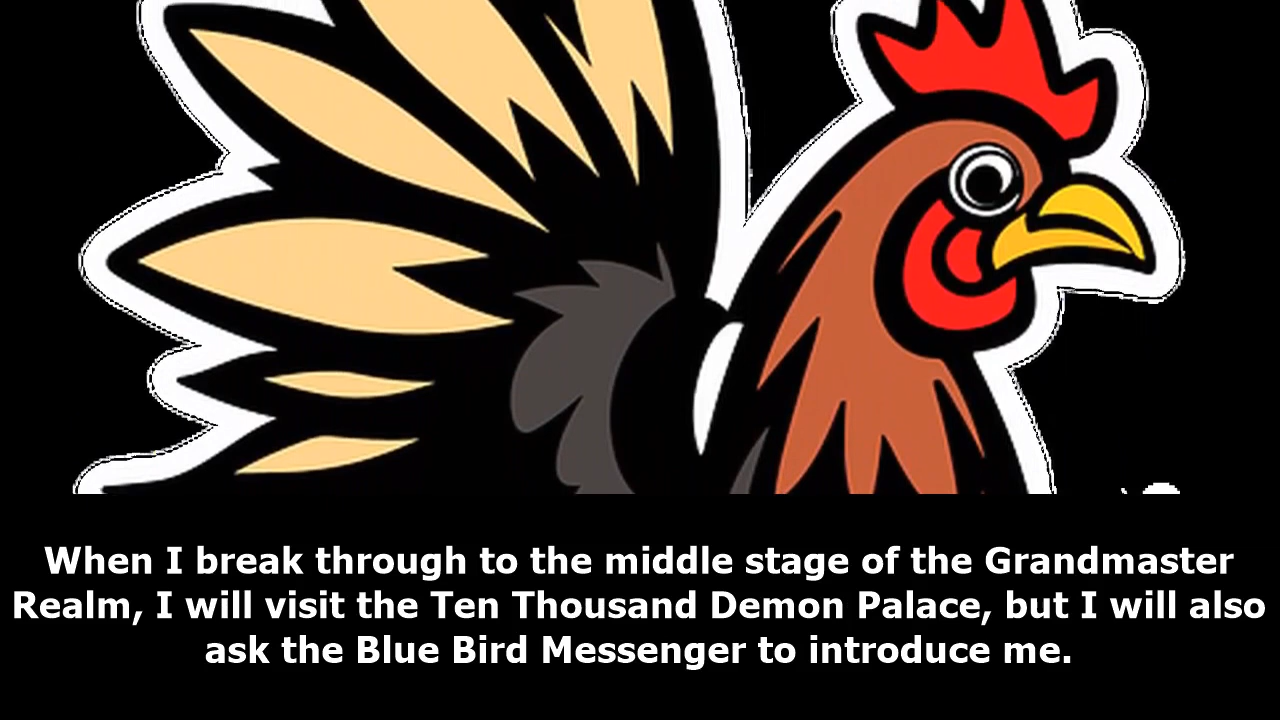 When I break through to the middle stage of the Grandmaster
Realm, I will visit the Ten Thousand Demon Palace, but I will also
ask the Blue Bird Messenger to introduce me.